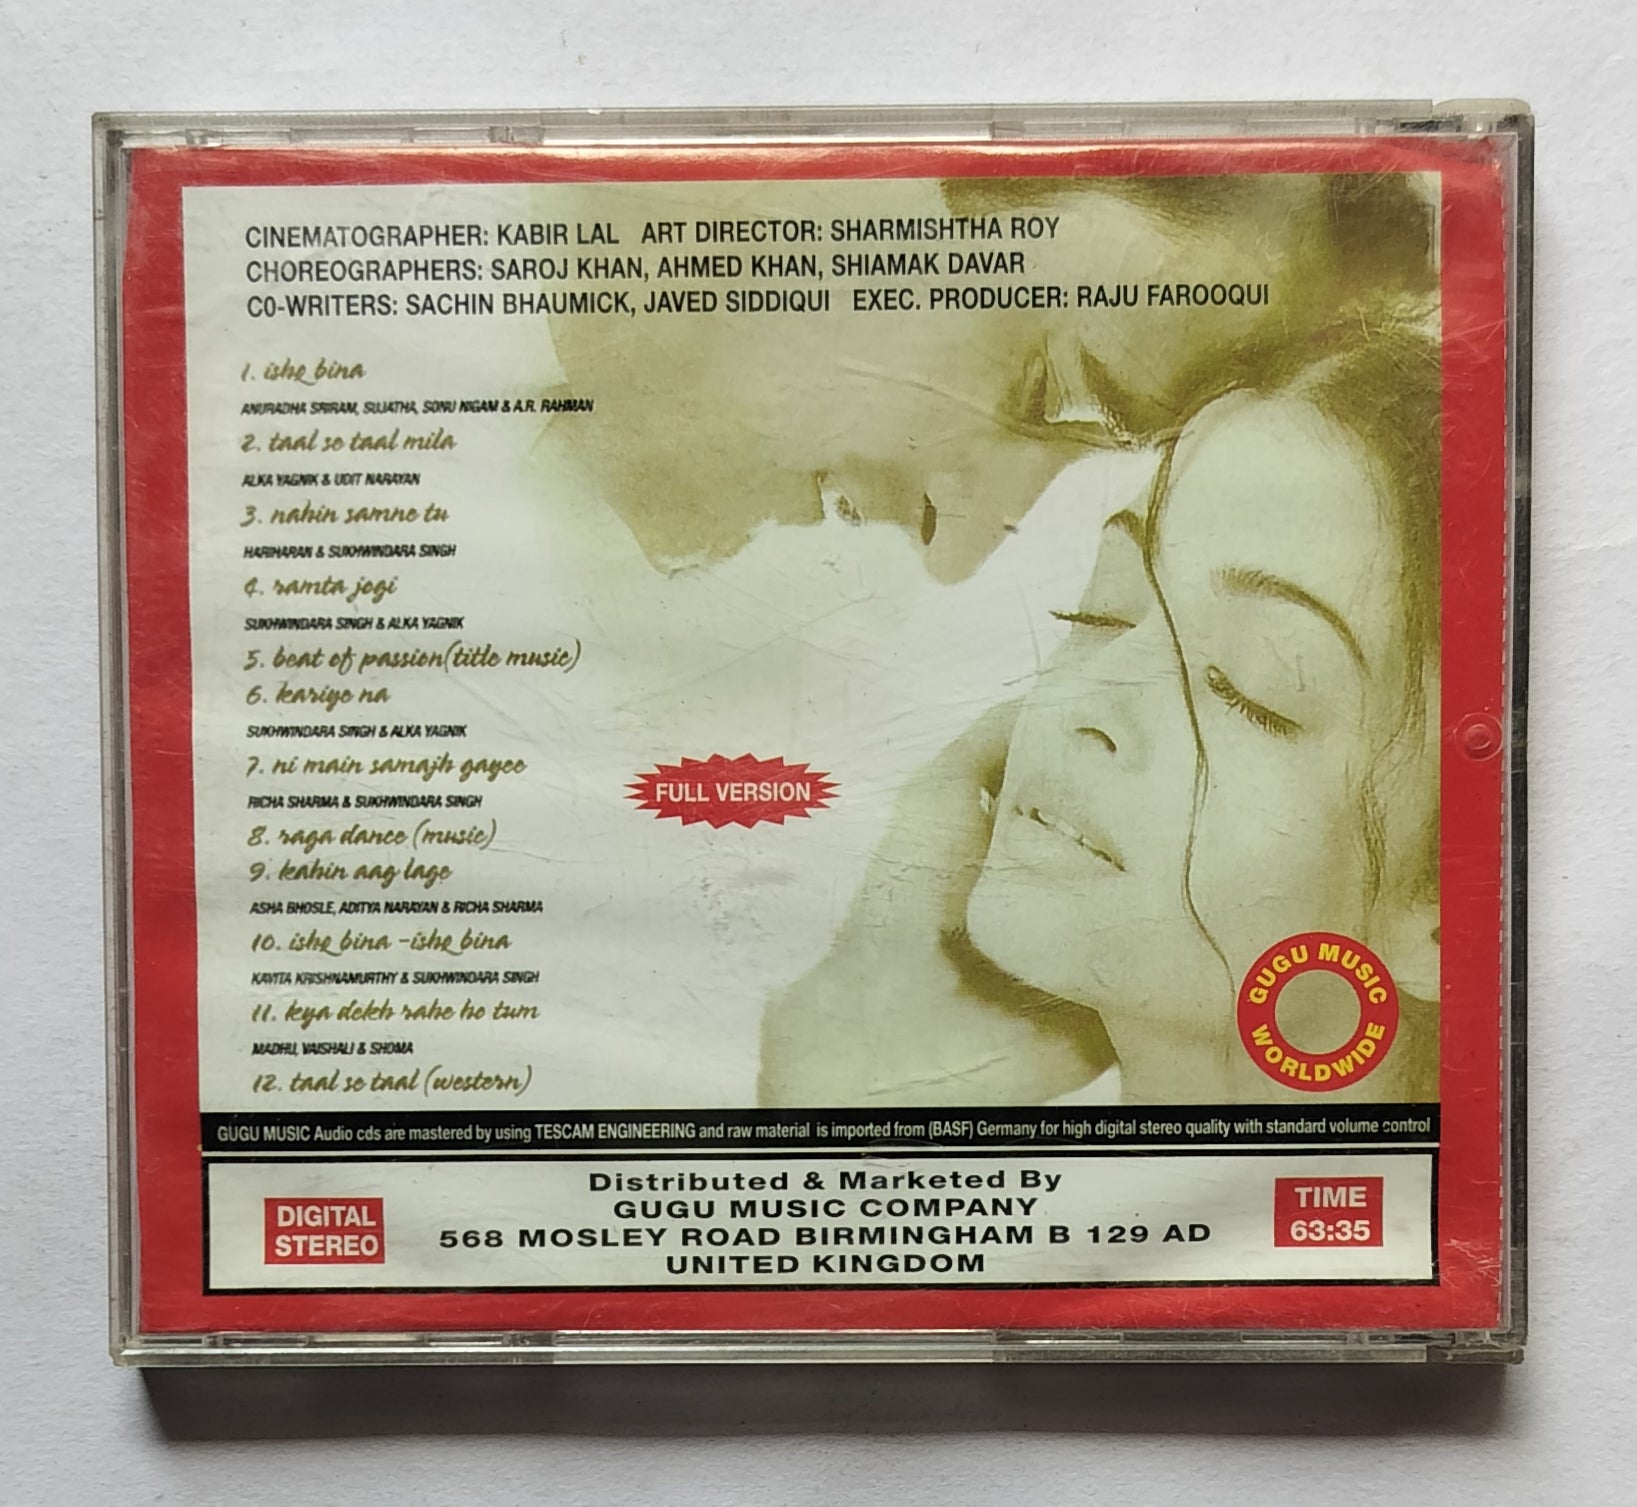 CINEMATOGRAPHER: KABIR LAL ART DIRECTOR: SHARMISHTHA ROY
CHOREOGRAPHERS: SAROJ KHAN, AHMED KHAN, SHIAMAK DAVAR
C0-WRITERS: SACHIN BHAUMICK, JAVED SIDDIQUI EXEC. PRODUCER: RAJU FAROOQUI
1. ishq bina
ANURADHA SRIRAM, SUJATHA, SONU NIGAM & A.R. RAHMAN
2. taal se taal mila
ALKA YAGNIK & UDIT NARAYAN
3. nahin samne tu
HARIHARAN & SUKHWINDARA SINGH
4. ramta jogi
SUKHWINDARA SINGH & ALKA YAGNIK
5. beat of passion(title music)
6. kariye na
SUKHWINDARA SINGH & ALKA YAGNIK
7. ni main samajh gayee
RICHA SHARMA & SUKHWINDARA SINGH
8. raga dance (music)
9. kahin aag lage
ASHA BHOSLE, ADITYA NARAYAN & RICHA SHARMA
10. ishq bina -ishq bina
KAVITA KRISHNAMURTHY & SUKHWINDARA SINGH
11. kya dekh rahe ho tum
MADHU, VAISHALI & SHOMA
12. taal se taal (western)
FULL VERSION
GUGU MUSIC WORLDWIDE
GUGU MUSIC Audio cds are mastered by using TESCAM ENGINEERING and raw material is imported from (BASF) Germany for high digital stereo quality with standard volume control
DIGITAL
STEREO
Distributed & Marketed By
GUGU MUSIC COMPANY
568 MOSLEY ROAD BIRMINGHAM B 129 AD
UNITED KINGDOM
TIME
63:35